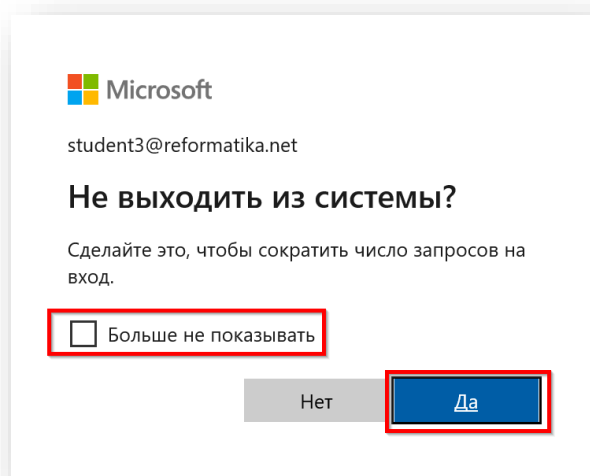 Microsoft
student3@reformatika.net
Не выходить из системы?
Сделайте это, чтобы сократить число запросов на
вход.
Больше не показывать
Нет
Да